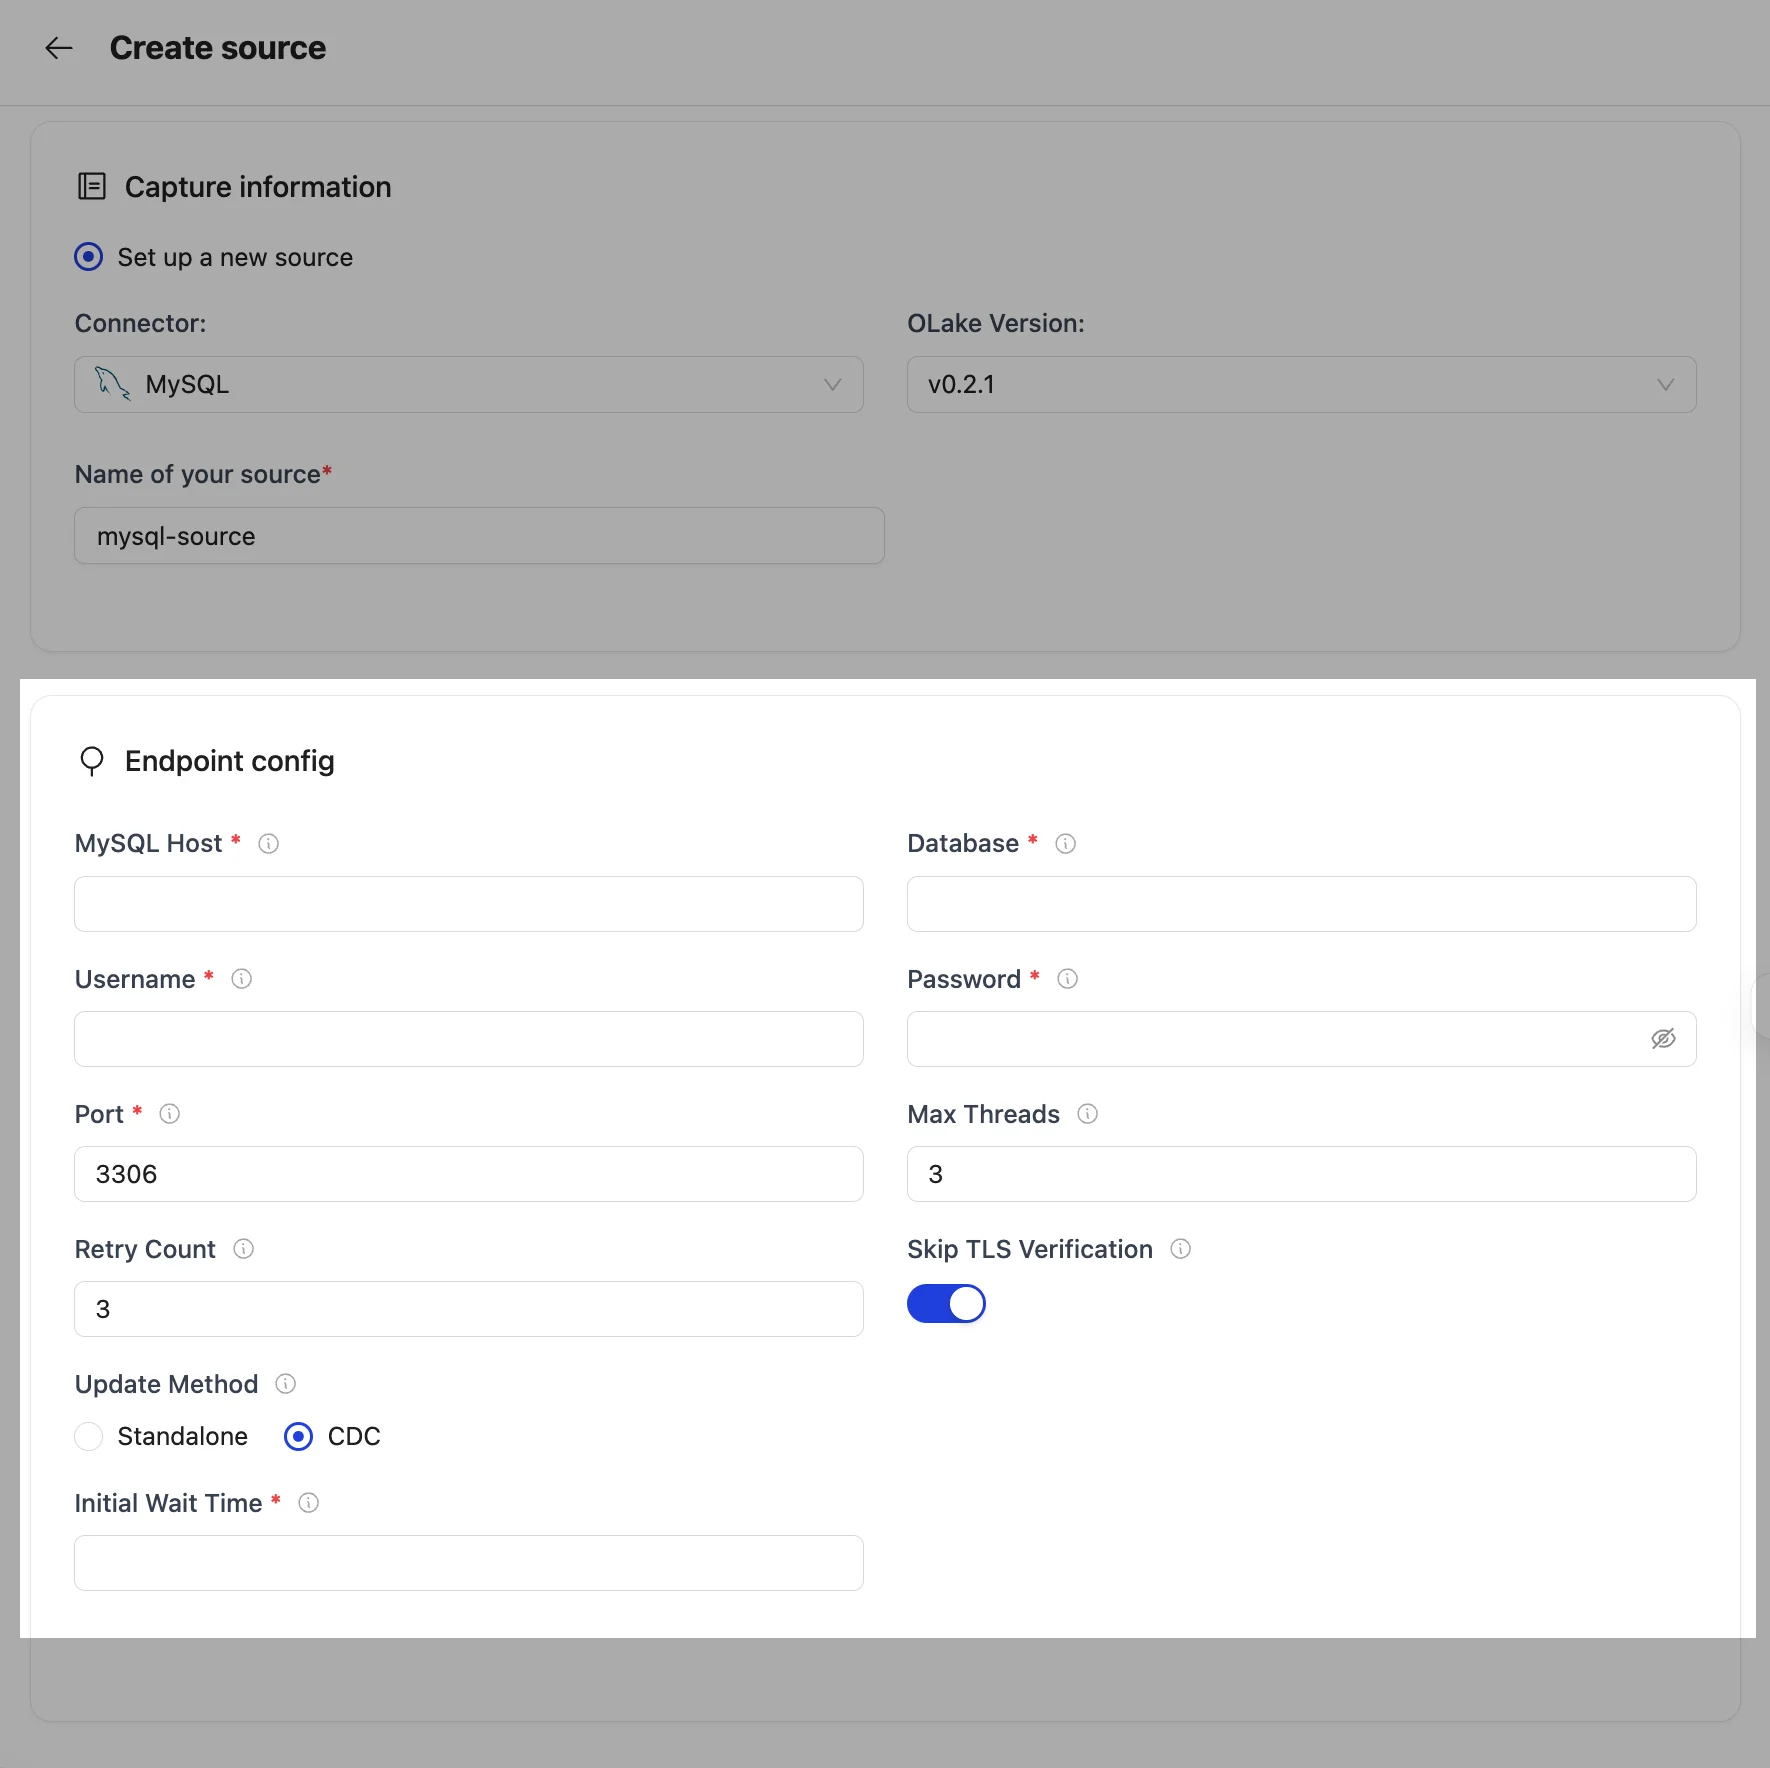 Create source
Capture information
Set up a new source
Connector: OLake Version:
MySQL v0.2.1
Name of your source*
mysql-source
Endpoint config
MySQL Host * Database *
Username * Password *
Port * Max Threads
3306 3
Retry Count Skip TLS Verification
3
Update Method
Standalone CDC
Initial Wait Time *